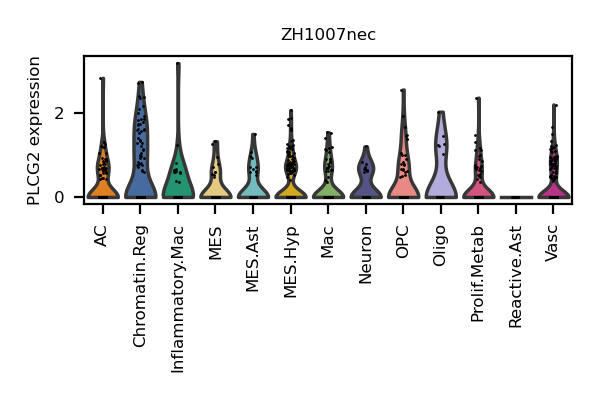 ZH1007nec
PLCG2 expression
2
0
AC
Chromatin.Reg
Inflammatory.Mac
MES
MES.Ast
MES.Hyp
Mac
Neuron
OPC
Oligo
Prolif.Metab
Reactive.Ast
Vasc